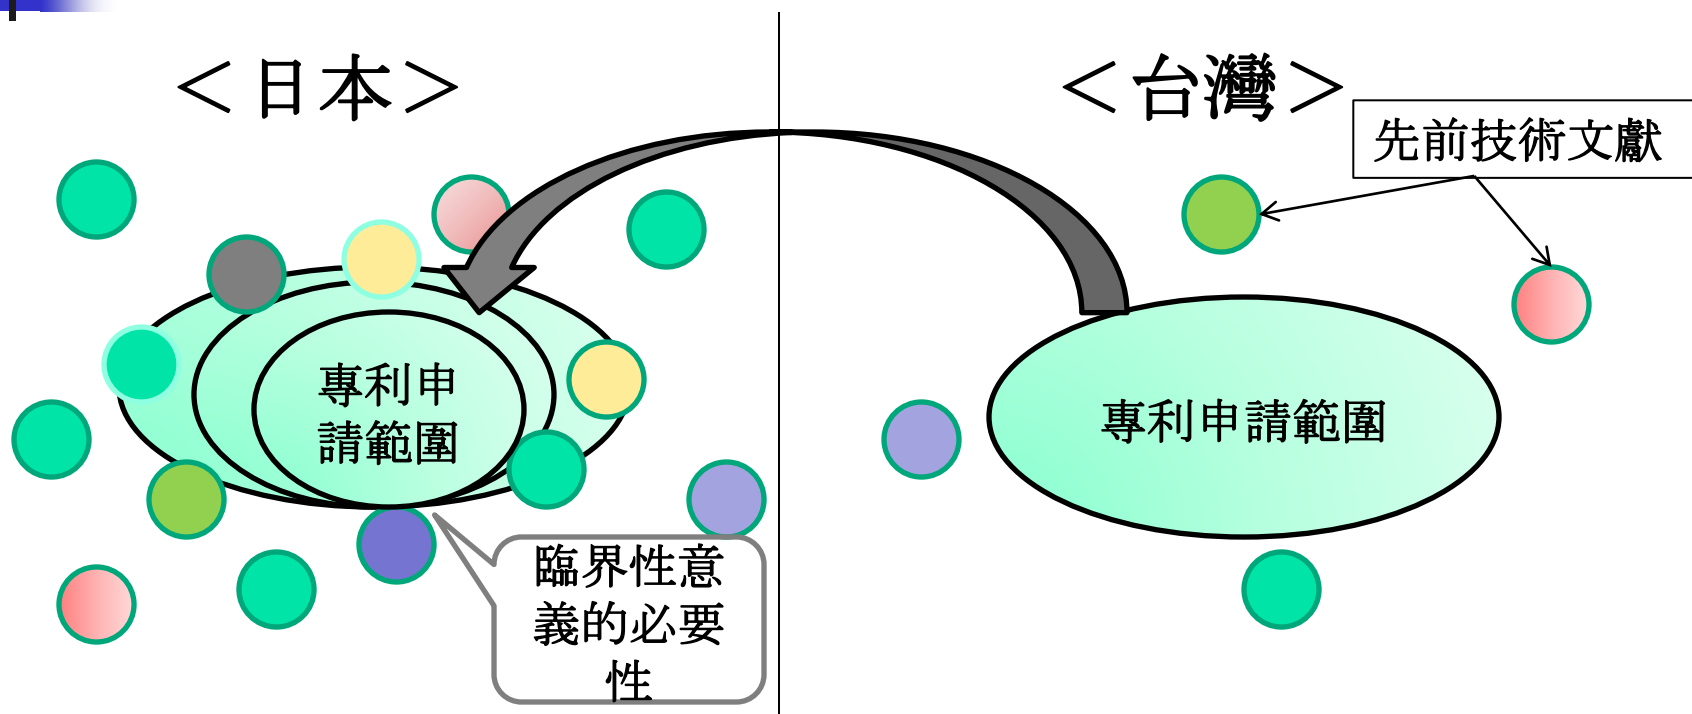 ＜日本＞
＜台灣＞
先前技術文獻
專利申
請範圍
專利申請範圍
臨界性意
義的必要
性